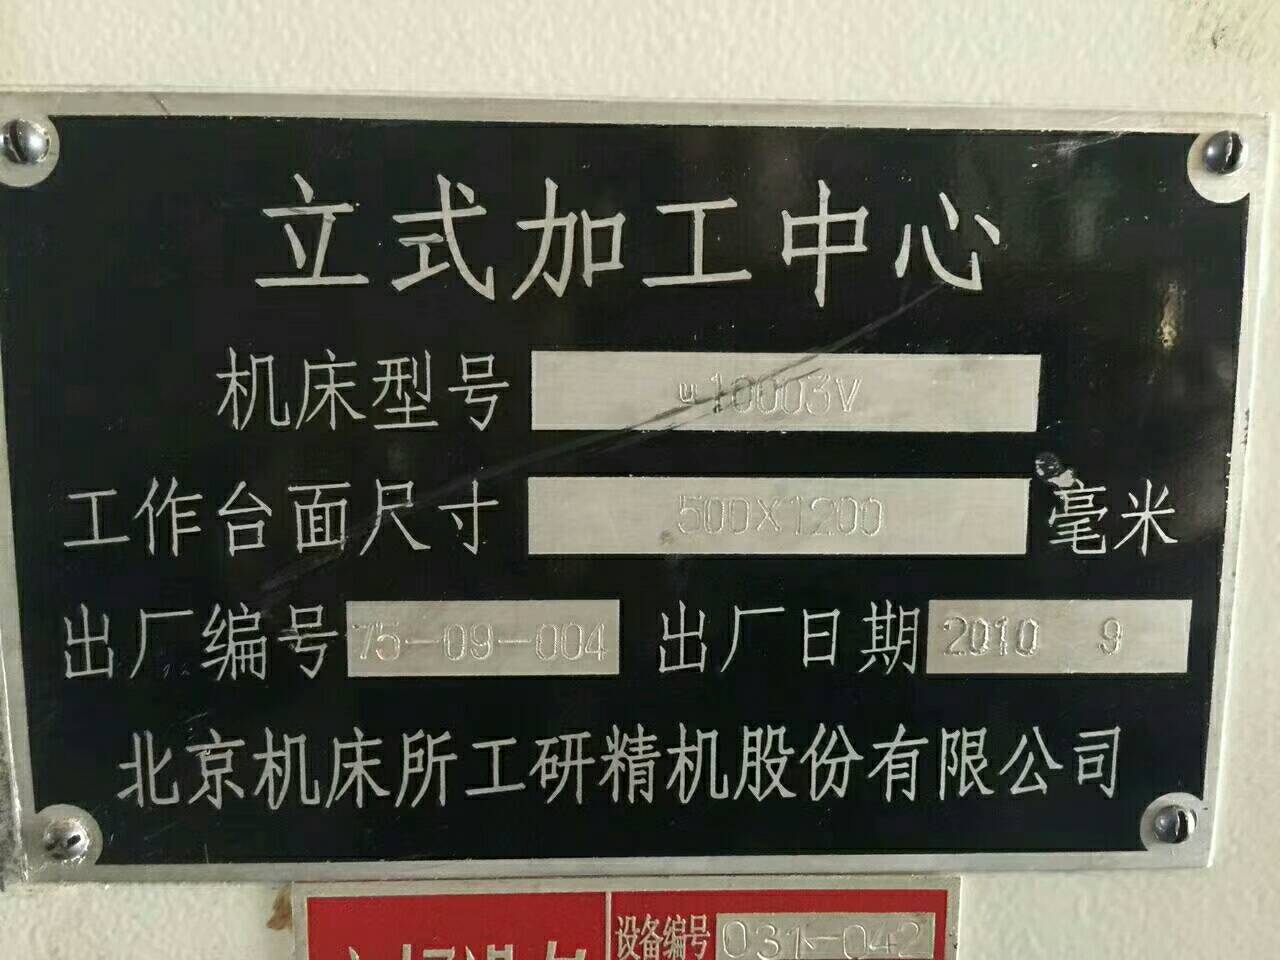 立式加工中心
机床型号 μ10003V
工作台面尺寸 500X1200 毫米
出厂编号 75-09-004 出厂日期 2010 9
北京机床所工研精机股份有限公司
设备编号 031-042